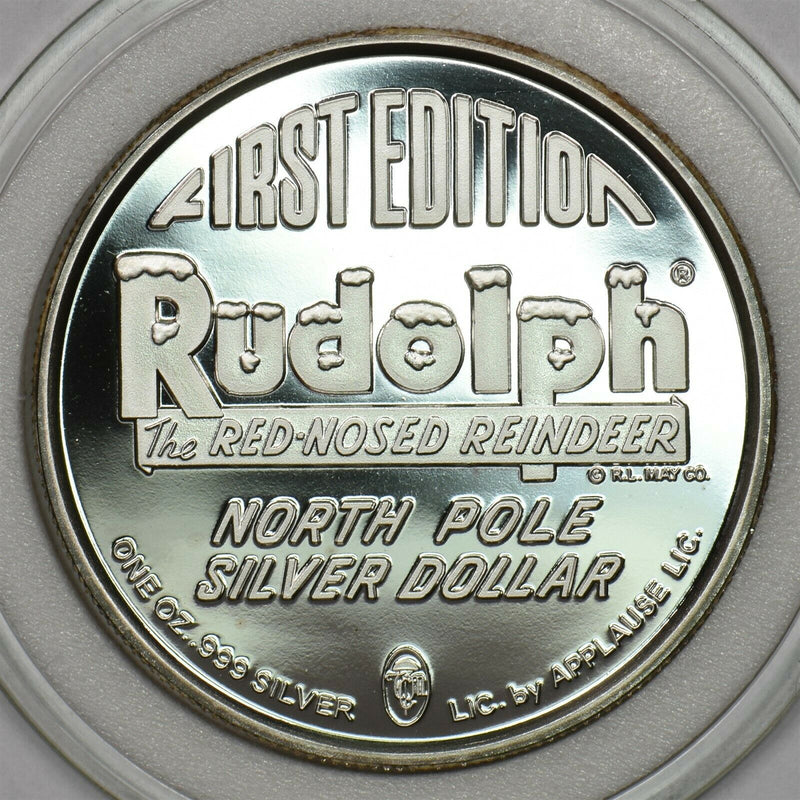 FIRST EDITION
Rudolph®
The RED-NOSED REINDEER
© R.L. MAY CO.
NORTH POLE
SILVER DOLLAR
ONE OZ. .999 SILVER
LIC. by APPLAUSE LIC.